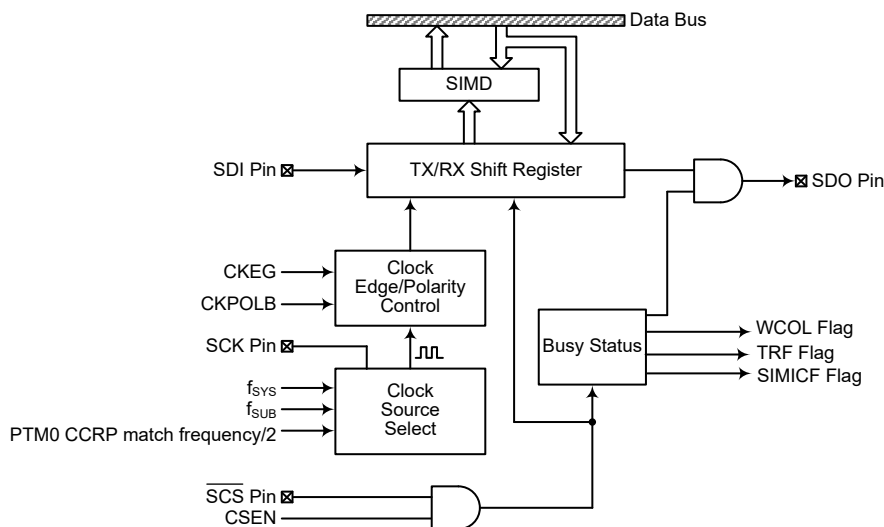 Data Bus
SIMD
SDI Pin
TX/RX Shift Register
SDO Pin
CKEG
CKPOLB
Clock
Edge/Polarity
Control
SCK Pin
Busy Status
WCOL Flag
TRF Flag
SIMICF Flag
fSYS
fSUB
PTM0 CCRP match frequency/2
Clock
Source
Select
SCS Pin
CSEN